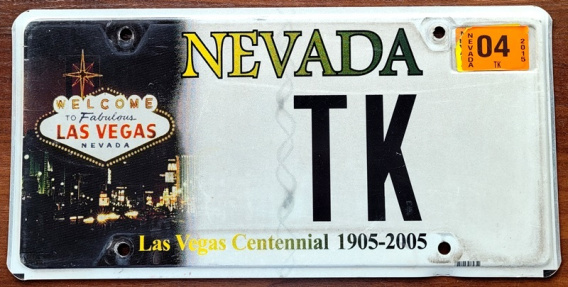 NEVADA
NEVADA 04 2015
TK
WELCOME
TO Fabulous
LAS VEGAS
NEVADA
TK
Las Vegas Centennial 1905-2005